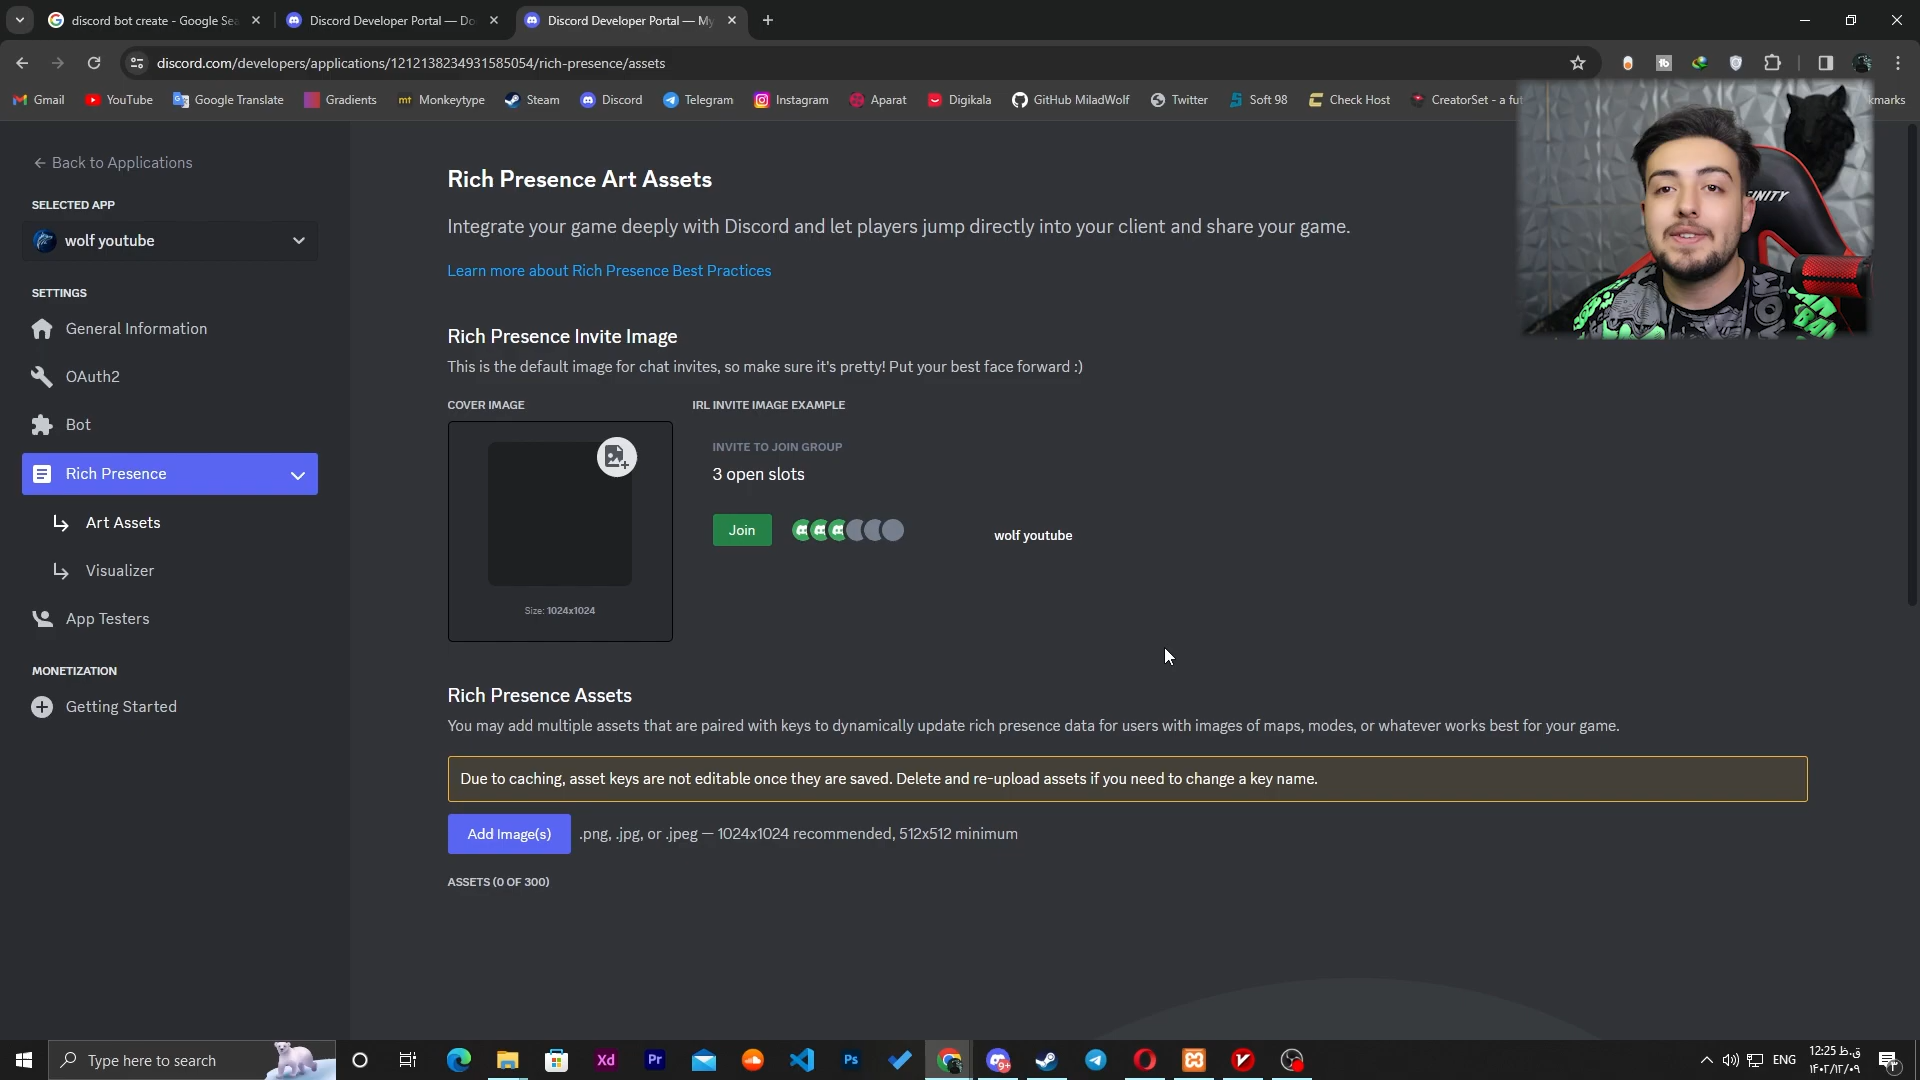 discord bot create - Google Sea
Discord Developer Portal — Do
Discord Developer Portal — My
discord.com/developers/applications/1212138234931585054/rich-presence/assets
Gmail
YouTube
Google Translate
Gradients
mt Monkeytype
Steam
Discord
Telegram
Instagram
Aparat
Digikala
GitHub MiladWolf
Twitter
Soft 98
Check Host
CreatorSet - a fut
kmarks
← Back to Applications
SELECTED APP
wolf youtube
SETTINGS
General Information
OAuth2
Bot
Rich Presence
Art Assets
Visualizer
App Testers
MONETIZATION
Getting Started
Rich Presence Art Assets
Integrate your game deeply with Discord and let players jump directly into your client and share your game.
Learn more about Rich Presence Best Practices
Rich Presence Invite Image
This is the default image for chat invites, so make sure it's pretty! Put your best face forward :)
COVER IMAGE
Size: 1024x1024
IRL INVITE IMAGE EXAMPLE
INVITE TO JOIN GROUP
3 open slots
Join
wolf youtube
Rich Presence Assets
You may add multiple assets that are paired with keys to dynamically update rich presence data for users with images of maps, modes, or whatever works best for your game.
Due to caching, asset keys are not editable once they are saved. Delete and re-upload assets if you need to change a key name.
Add Image(s)
.png, .jpg, or .jpeg — 1024x1024 recommended, 512x512 minimum
ASSETS (0 OF 300)
INITY
Type here to search
Xd
Pr
Ps
9+
ENG
12:25 ق.ظ
۱۴۰۲/۱۲/۰۹